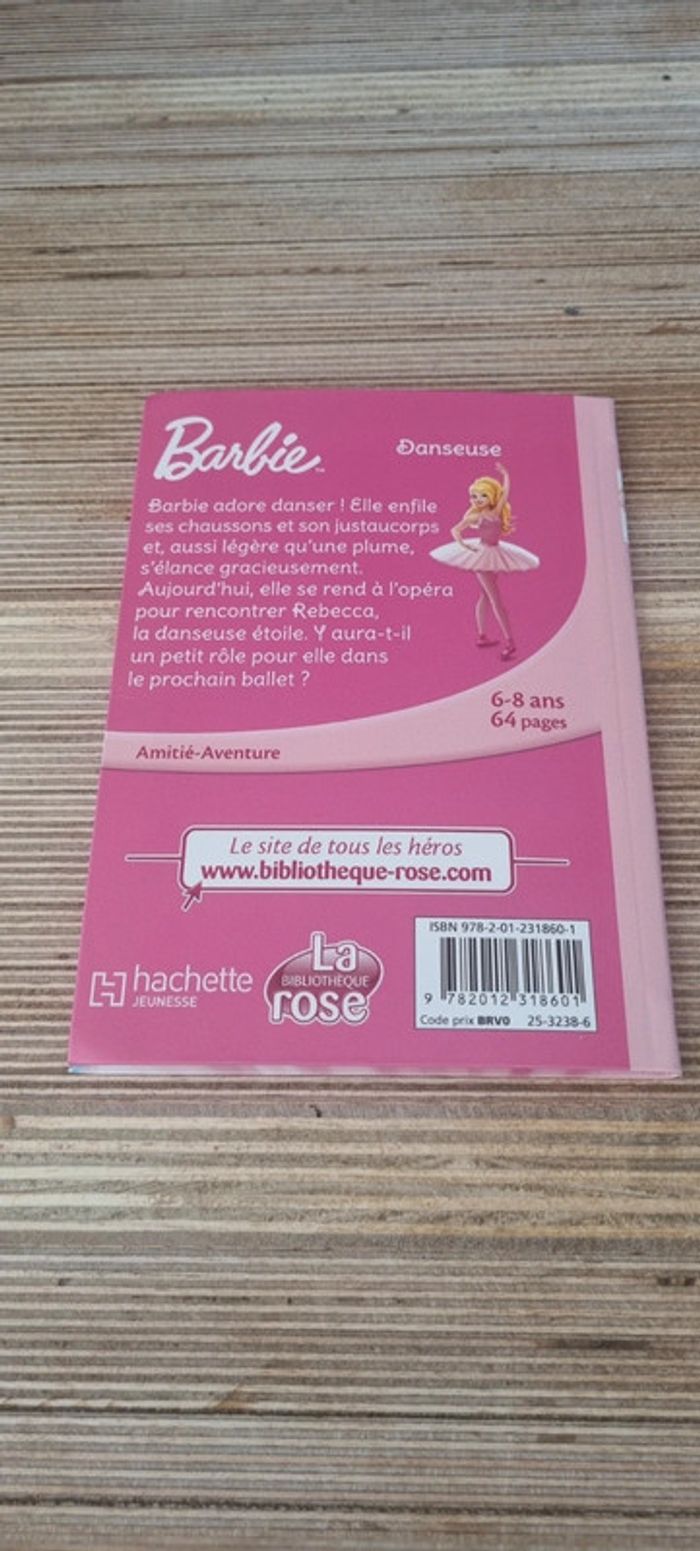 Barbie™
Danseuse
Barbie adore danser ! Elle enfile
ses chaussons et son justaucorps
et, aussi légère qu'une plume,
s'élance gracieusement.
Aujourd'hui, elle se rend à l'opéra
pour rencontrer Rebecca,
la danseuse étoile. Y aura-t-il
un petit rôle pour elle dans
le prochain ballet ?
6-8 ans
64 pages
Amitié-Aventure
Le site de tous les héros
www.bibliotheque-rose.com
hachette
JEUNESSE
La
BIBLIOTHÈQUE
rose
ISBN 978-2-01-231860-1
9 782012 318601
Code prix BRV0 25-3238-6